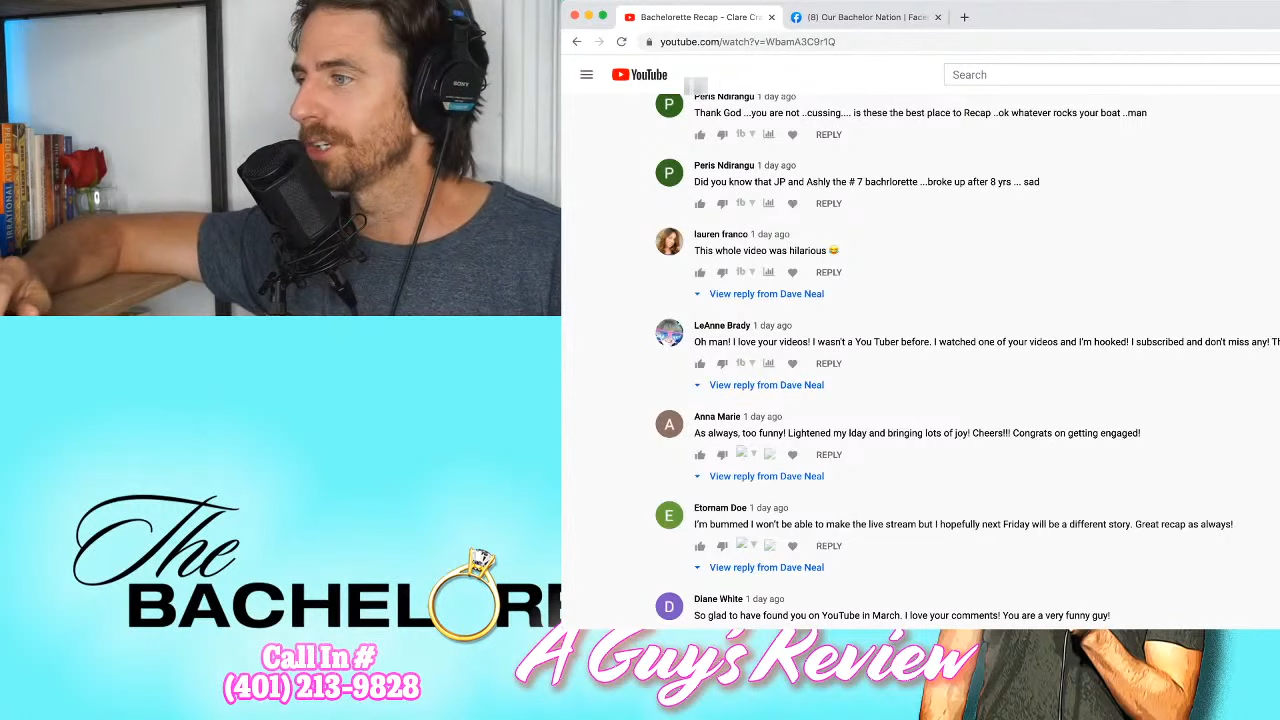 Bachelorette Recap - Clare Cr
(8) Our Bachelor Nation | Face
youtube.com/watch?v=WbamA3C9r1Q
YouTube
Search
SONY
IRRATIONAL
P
Peris Ndirangu 1 day ago
Thank God ...you are not ..cussing.... is these the best place to Recap ..ok whatever rocks your boat ..man
REPLY
P
Peris Ndirangu 1 day ago
Did you know that JP and Ashly the # 7 bachrlorette ...broke up after 8 yrs ... sad
REPLY
lauren franco 1 day ago
This whole video was hilarious 😂
REPLY
View reply from Dave Neal
LeAnne Brady 1 day ago
Oh man! I love your videos! I wasn't a You Tuber before. I watched one of your videos and I'm hooked! I subscribed and don't miss any! Th
REPLY
View reply from Dave Neal
A
Anna Marie 1 day ago
As always, too funny! Lightened my lday and bringing lots of joy! Cheers!!! Congrats on getting engaged!
REPLY
View reply from Dave Neal
E
Etornam Doe 1 day ago
I'm bummed I won't be able to make the live stream but I hopefully next Friday will be a different story. Great recap as always!
REPLY
View reply from Dave Neal
D
Diane White 1 day ago
So glad to have found you on YouTube in March. I love your comments! You are a very funny guy!
The
BACHELORE
A Guy's Review
Call In #
(401) 213-9828